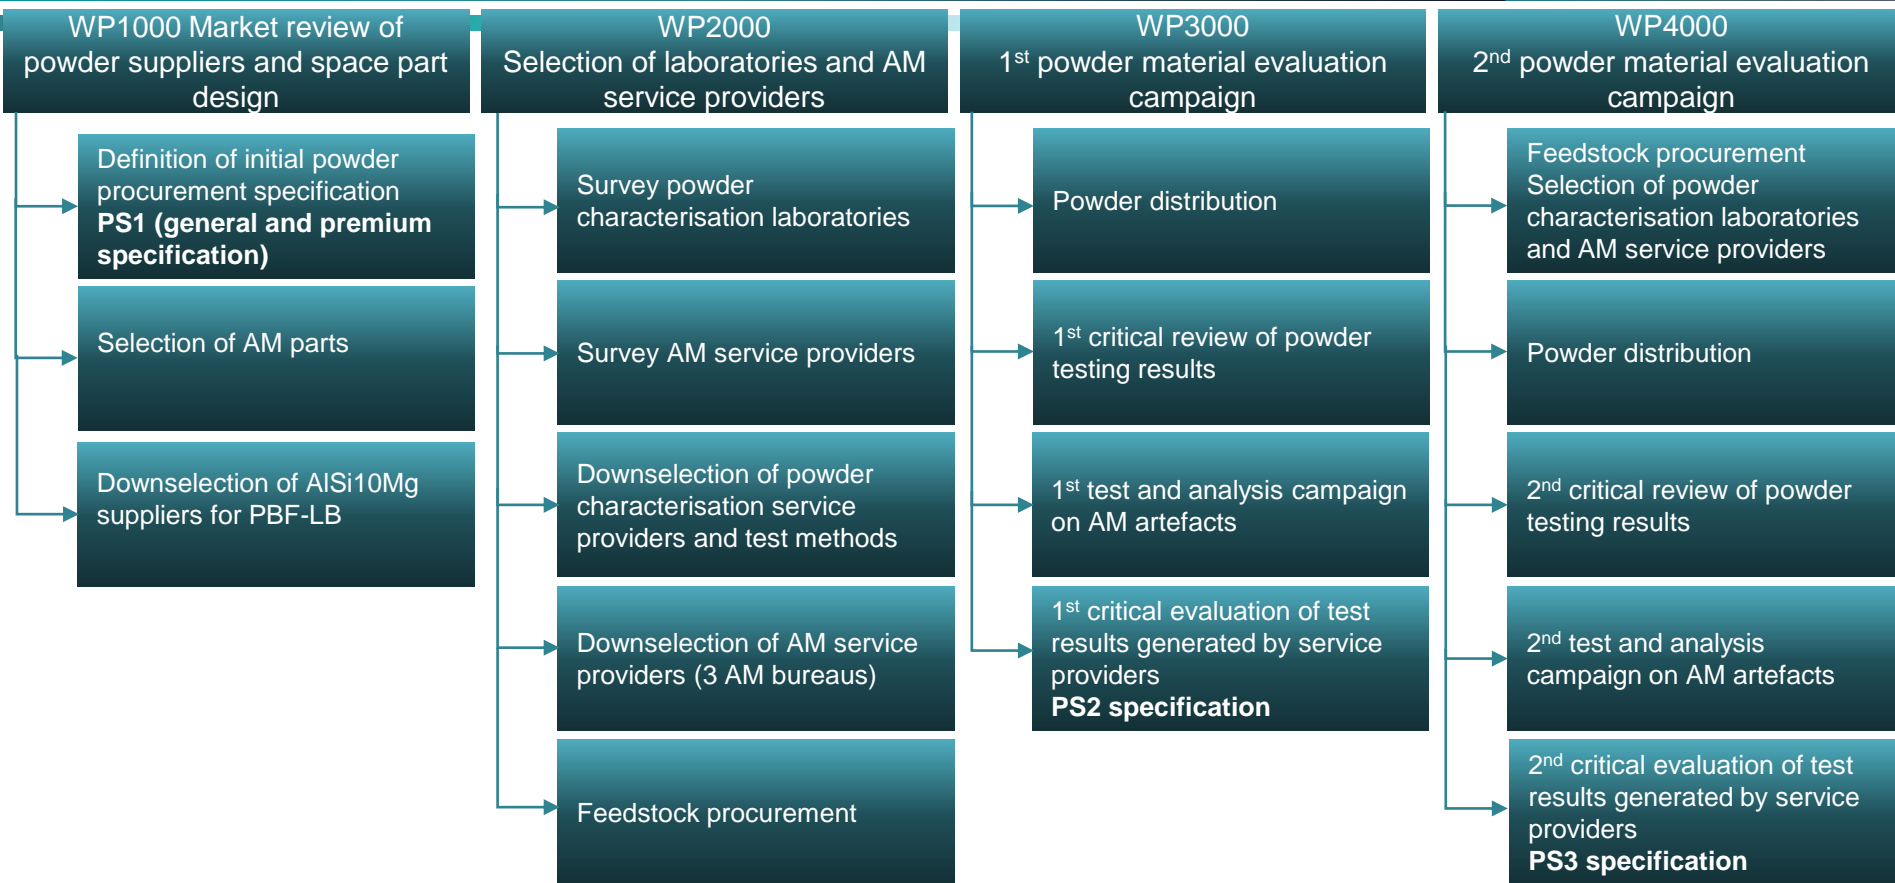 WP1000 Market review of
powder suppliers and space part
design
Definition of initial powder
procurement specification
PS1 (general and premium
specification)
Selection of AM parts
Downselection of AlSi10Mg
suppliers for PBF-LB
WP2000
Selection of laboratories and AM
service providers
Survey powder
characterisation laboratories
Survey AM service providers
Downselection of powder
characterisation service
providers and test methods
Downselection of AM service
providers (3 AM bureaus)
Feedstock procurement
WP3000
1st powder material evaluation
campaign
Powder distribution
1st critical review of powder
testing results
1st test and analysis campaign
on AM artefacts
1st critical evaluation of test
results generated by service
providers
PS2 specification
WP4000
2nd powder material evaluation
campaign
Feedstock procurement
Selection of powder
characterisation laboratories
and AM service providers
Powder distribution
2nd critical review of powder
testing results
2nd test and analysis
campaign on AM artefacts
2nd critical evaluation of test
results generated by service
providers
PS3 specification